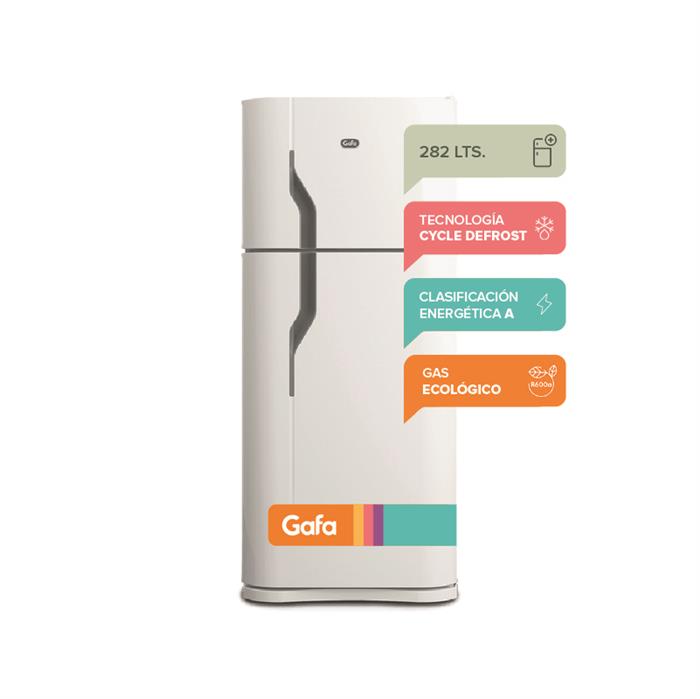 Gafa
282 LTS.
TECNOLOGÍA
CYCLE DEFROST
CLASIFICACIÓN
ENERGÉTICA A
GAS
ECOLÓGICO
R600a
Gafa